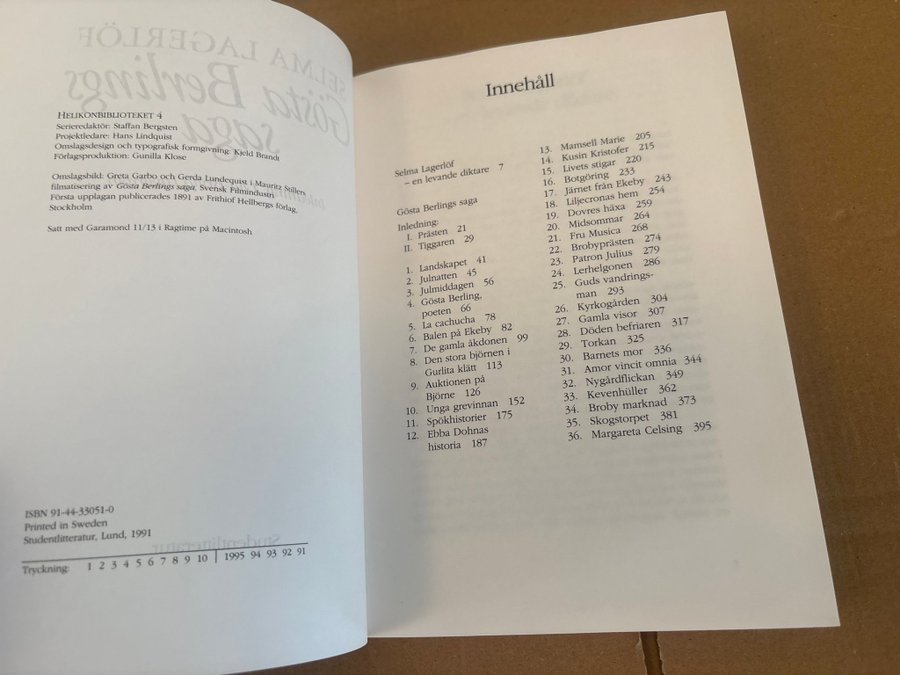 SELMA LAGERLÖF
Gösta Berlings
saga
HELIKONBIBLIOTEKET 4
Serieredaktör: Staffan Bergsten
Projektledare: Hans Lindquist
Omslagsdesign och typografisk formgivning: Kjeld Brandt
Förlagsproduktion: Gunilla Klose
Omslagsbild: Greta Garbo och Gerda Lundequist i Mauritz Stillers
filmatisering av Gösta Berlings saga, Svensk Filmindustri
Första upplagan publicerades 1891 av Frithiof Hellbergs förlag,
Stockholm
Satt med Garamond 11/13 i Ragtime på Macintosh
ISBN 91-44-33051-0
Printed in Sweden
Studentlitteratur, Lund, 1991
Studentlitteratur
Tryckning: 1 2 3 4 5 6 7 8 9 10 | 1995 94 93 92 91
Innehåll
Selma Lagerlöf
– en levande diktare 7
Gösta Berlings saga
Inledning:
I. Prästen 21
II. Tiggaren 29
1. Landskapet 41
2. Julnatten 45
3. Julmiddagen 56
4. Gösta Berling,
poeten 66
5. La cachucha 78
6. Balen på Ekeby 82
7. De gamla åkdonen 99
8. Den stora björnen i
Gurlita klätt 113
9. Auktionen på
Björne 126
10. Unga grevinnan 152
11. Spökhistorier 175
12. Ebba Dohnas
historia 187
13. Mamsell Marie 205
14. Kusin Kristofer 215
15. Livets stigar 220
16. Botgöring 233
17. Järnet från Ekeby 243
18. Liljecronas hem 254
19. Dovres häxa 259
20. Midsommar 264
21. Fru Musica 268
22. Brobyprästen 274
23. Patron Julius 279
24. Lerhelgonen 286
25. Guds vandrings-
man 293
26. Kyrkogården 304
27. Gamla visor 307
28. Döden befriaren 317
29. Torkan 325
30. Barnets mor 336
31. Amor vincit omnia 344
32. Nygårdflickan 349
33. Kevenhüller 362
34. Broby marknad 373
35. Skogstorpet 381
36. Margareta Celsing 395